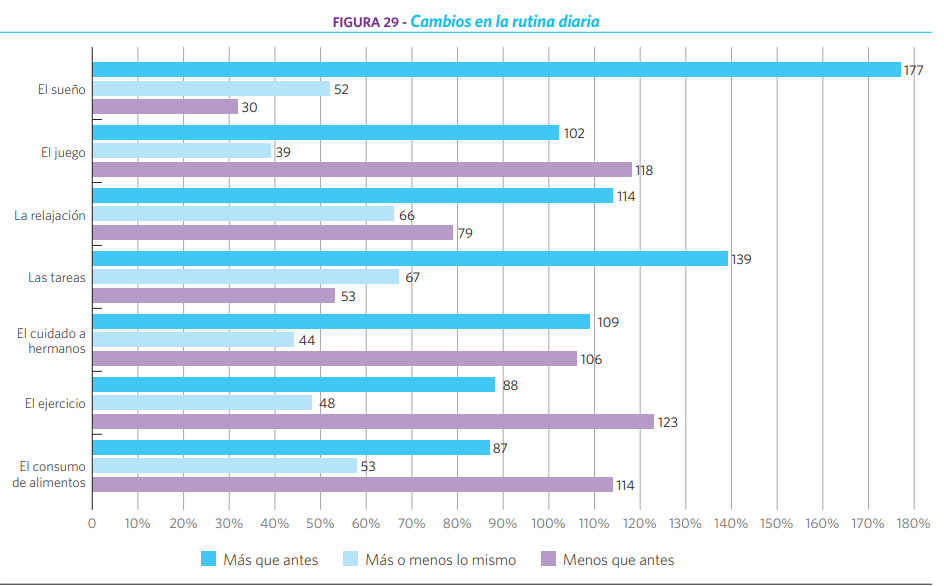 FIGURA 29 - Cambios en la rutina diaria
El sueño
177
52
30
El juego
102
39
118
La relajación
114
66
79
Las tareas
139
67
53
El cuidado a
hermanos
109
44
106
El ejercicio
88
48
123
El consumo
de alimentos
87
53
114
0 10% 20% 30% 40% 50% 60% 70% 80% 90% 100% 110% 120% 130% 140% 150% 160% 170% 180%
Más que antes Más o menos lo mismo Menos que antes